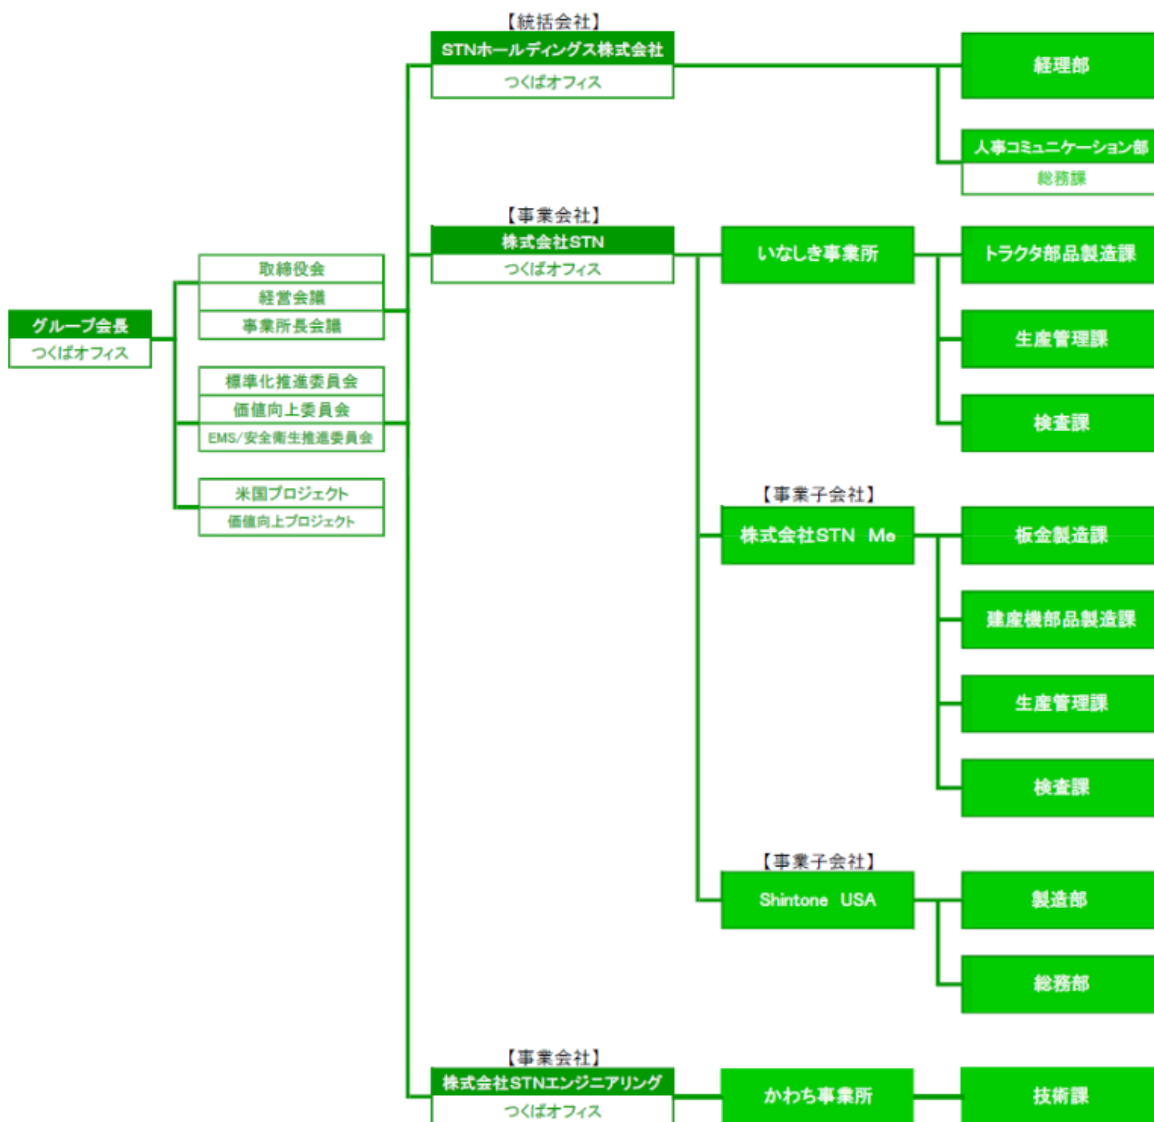 【統括会社】
STNホールディングス株式会社
つくばオフィス
経理部
人事コミュニケーション部
総務課
【事業会社】
株式会社STN
つくばオフィス
いなしき事業所
トラクタ部品製造課
生産管理課
検査課
取締役会
経営会議
事業所長会議
グループ会長
つくばオフィス
標準化推進委員会
価値向上委員会
EMS/安全衛生推進委員会
米国プロジェクト
価値向上プロジェクト
【事業子会社】
株式会社STN Me
板金製造課
建産機部品製造課
生産管理課
検査課
【事業子会社】
Shintone USA
製造部
総務部
【事業会社】
株式会社STNエンジニアリング
つくばオフィス
かわち事業所
技術課